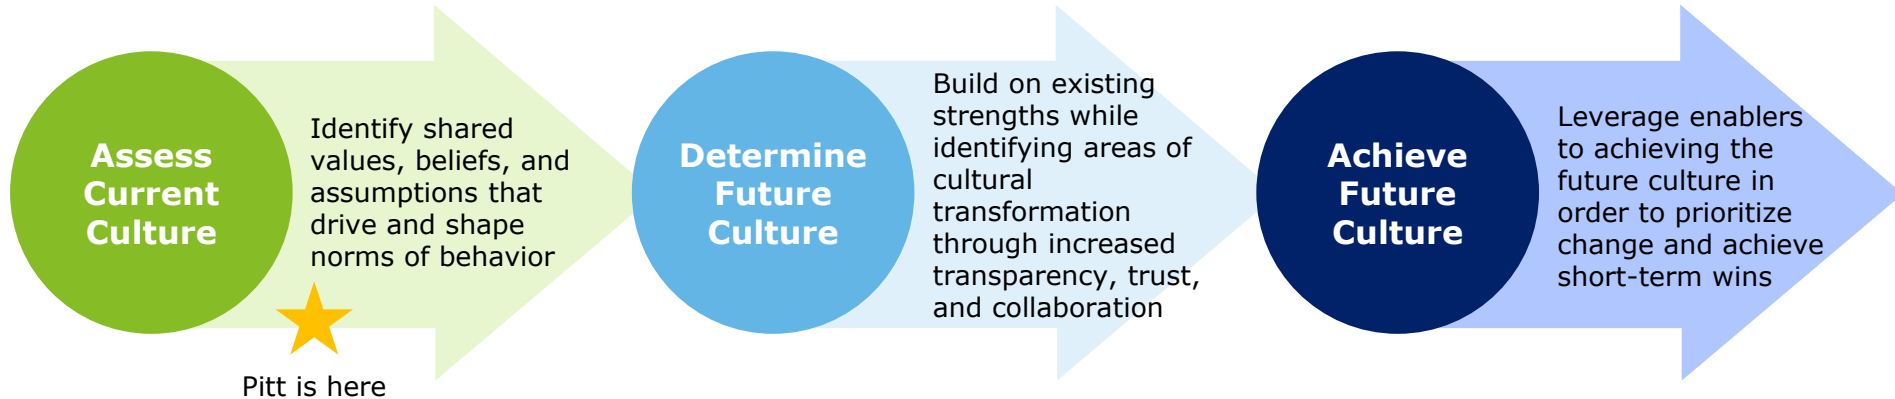 Assess
Current
Culture
Identify shared
values, beliefs, and
assumptions that
drive and shape
norms of behavior
Pitt is here
Determine
Future
Culture
Build on existing
strengths while
identifying areas of
cultural
transformation
through increased
transparency, trust,
and collaboration
Achieve
Future
Culture
Leverage enablers
to achieving the
future culture in
order to prioritize
change and achieve
short-term wins